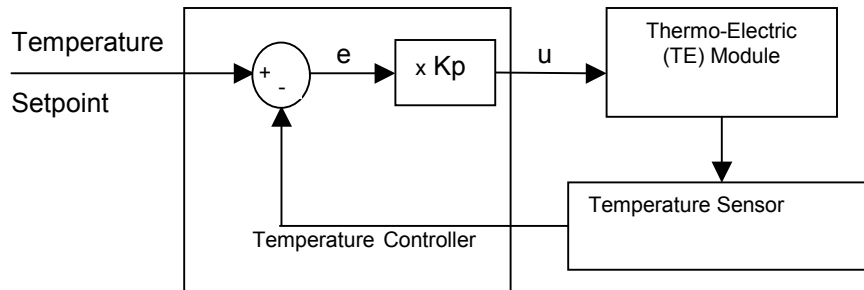 Temperature
Setpoint
+
-
e
x Kp
u
Thermo-Electric
(TE) Module
Temperature Sensor
Temperature Controller